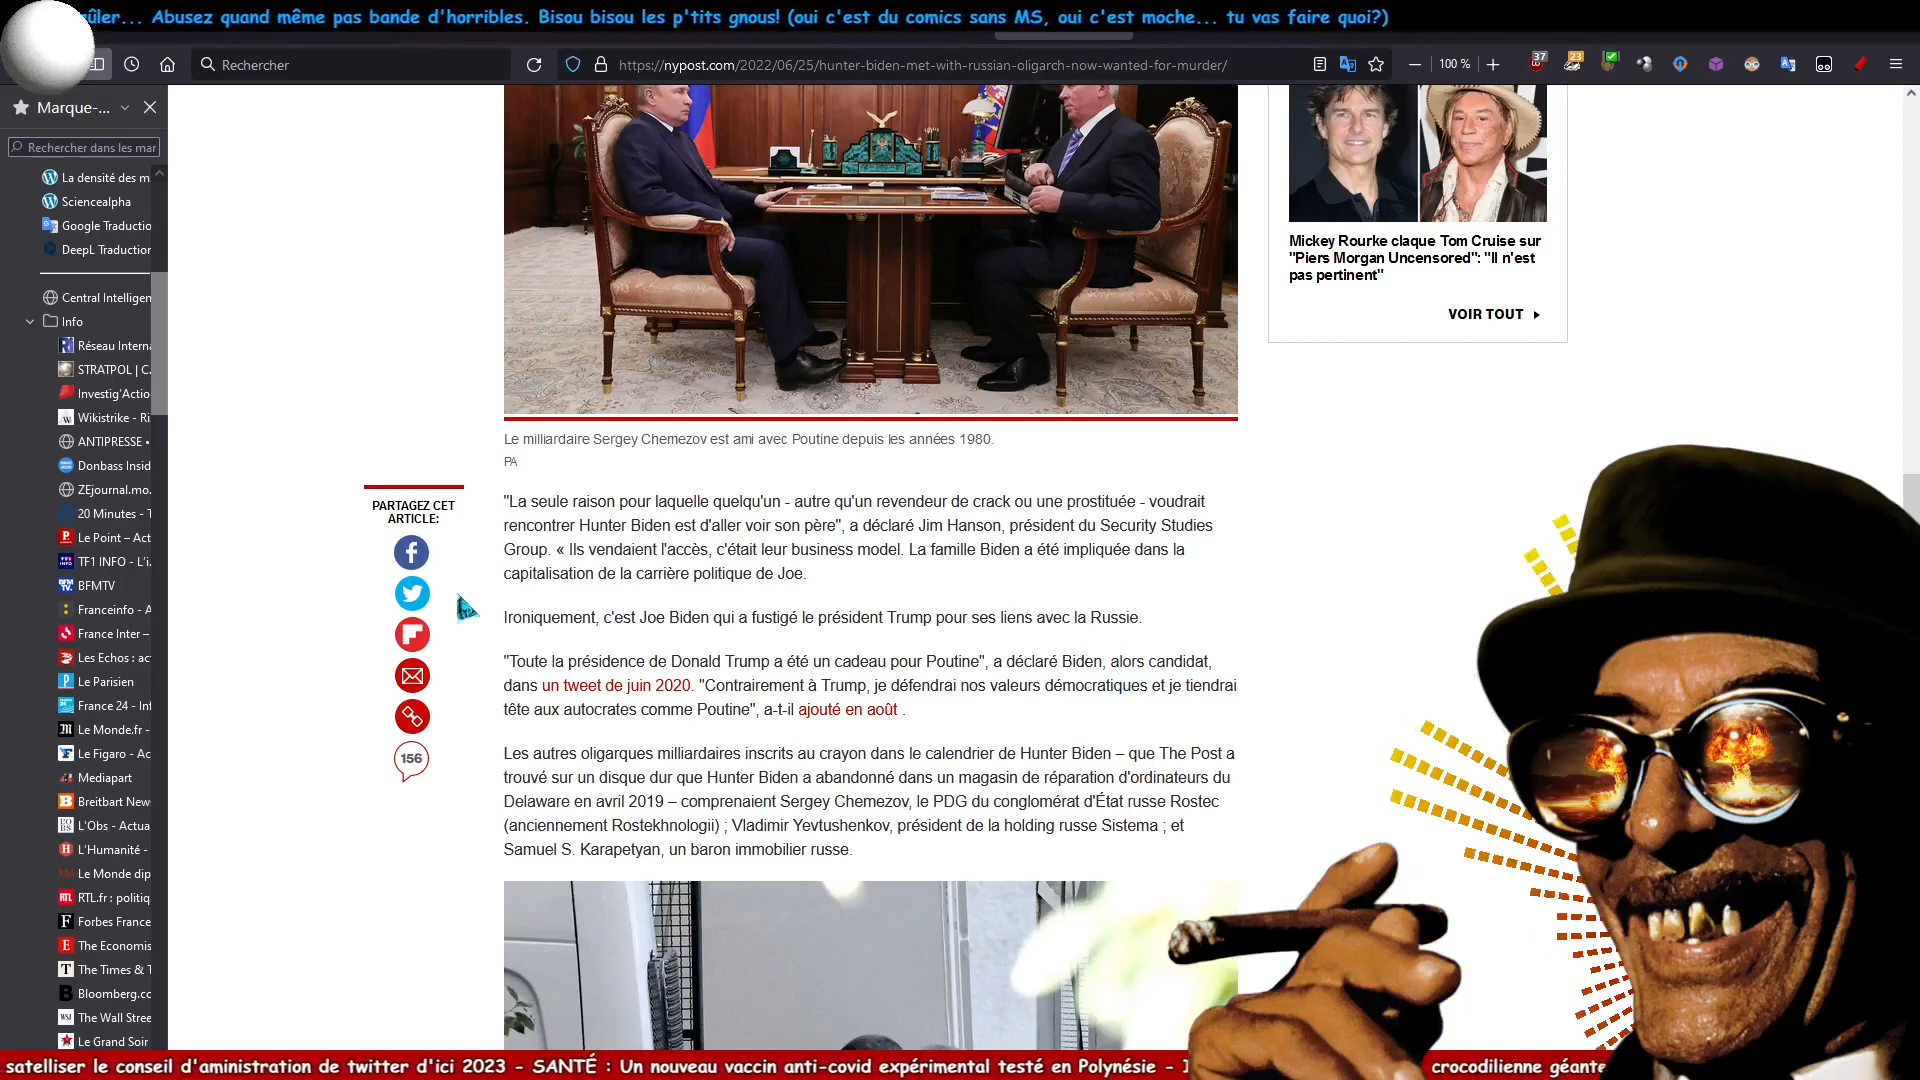 rûler... Abusez quand même pas bande d'horribles. Bisou bisou les p'tits gnous! (oui c'est du comics sans MS, oui c'est moche... tu vas faire quoi?)
Rechercher
https://nypost.com/2022/06/25/hunter-biden-met-with-russian-oligarch-now-wanted-for-murder/
100 %
37
23
Marque-...
Rechercher dans les mar
La densité des m
Sciencealpha
Google Traductio
DeepL Traduction
Central Intelligen
Info
Réseau Interna
STRATPOL | C.
Investig'Actio
Wikistrike - Ri
ANTIPRESSE •
Donbass Insid
ZEjournal.mo.
20 Minutes - T
Le Point – Act
TF1 INFO - L'i.
BFMTV
Franceinfo - A
France Inter –
Les Echos : ac
Le Parisien
France 24 - Inf
Le Monde.fr -
Le Figaro - Ac
Mediapart
Breitbart News
L'Obs - Actua
L'Humanité -
Le Monde dip
RTL.fr : politiq
Forbes France
The Economis
The Times & T
Bloomberg.co
The Wall Stree
Le Grand Soir
Mickey Rourke claque Tom Cruise sur
"Piers Morgan Uncensored": "Il n'est
pas pertinent"
VOIR TOUT
Le milliardaire Sergey Chemezov est ami avec Poutine depuis les années 1980.
PA
PARTAGEZ CET
ARTICLE:
156
"La seule raison pour laquelle quelqu'un - autre qu'un revendeur de crack ou une prostituée - voudrait
rencontrer Hunter Biden est d'aller voir son père", a déclaré Jim Hanson, président du Security Studies
Group. « Ils vendaient l'accès, c'était leur business model. La famille Biden a été impliquée dans la
capitalisation de la carrière politique de Joe.
Ironiquement, c'est Joe Biden qui a fustigé le président Trump pour ses liens avec la Russie.
"Toute la présidence de Donald Trump a été un cadeau pour Poutine", a déclaré Biden, alors candidat,
dans un tweet de juin 2020. "Contrairement à Trump, je défendrai nos valeurs démocratiques et je tiendrai
tête aux autocrates comme Poutine", a-t-il ajouté en août .
Les autres oligarques milliardaires inscrits au crayon dans le calendrier de Hunter Biden – que The Post a
trouvé sur un disque dur que Hunter Biden a abandonné dans un magasin de réparation d'ordinateurs du
Delaware en avril 2019 – comprenaient Sergey Chemezov, le PDG du conglomérat d'État russe Rostec
(anciennement Rostekhnologii) ; Vladimir Yevtushenkov, président de la holding russe Sistema ; et
Samuel S. Karapetyan, un baron immobilier russe.
satelliser le conseil d'aministration de twitter d'ici 2023 - SANTÉ : Un nouveau vaccin anti-covid expérimental testé en Polynésie - crocodilienne géante